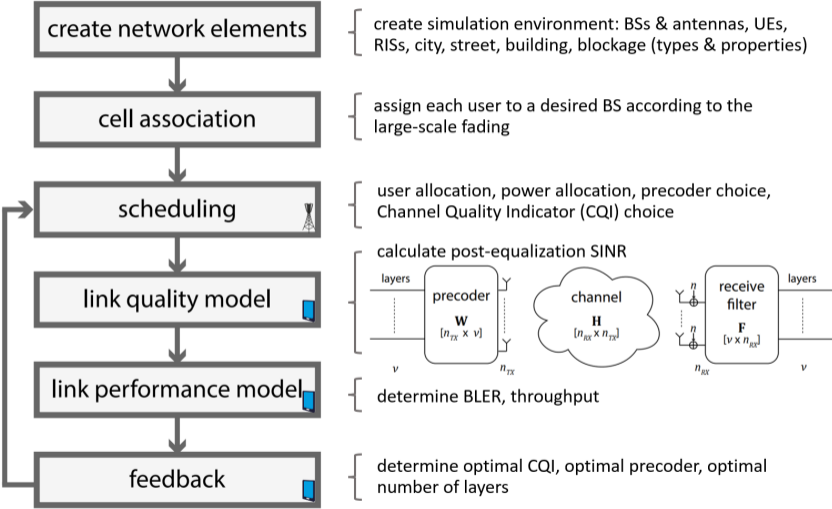 create network elements
create simulation environment: BSs & antennas, UEs,
RISs, city, street, building, blockage (types & properties)
cell association
assign each user to a desired BS according to the
large-scale fading
scheduling
user allocation, power allocation, precoder choice,
Channel Quality Indicator (CQI) choice
link quality model
calculate post-equalization SINR
layers
ν
precoder
W
[nTX x ν]
nTX
channel
H
[nRX x nTX]
n
n
nRX
receive
filter
F
[ν x nRX]
layers
ν
link performance model
determine BLER, throughput
feedback
determine optimal CQI, optimal precoder, optimal
number of layers